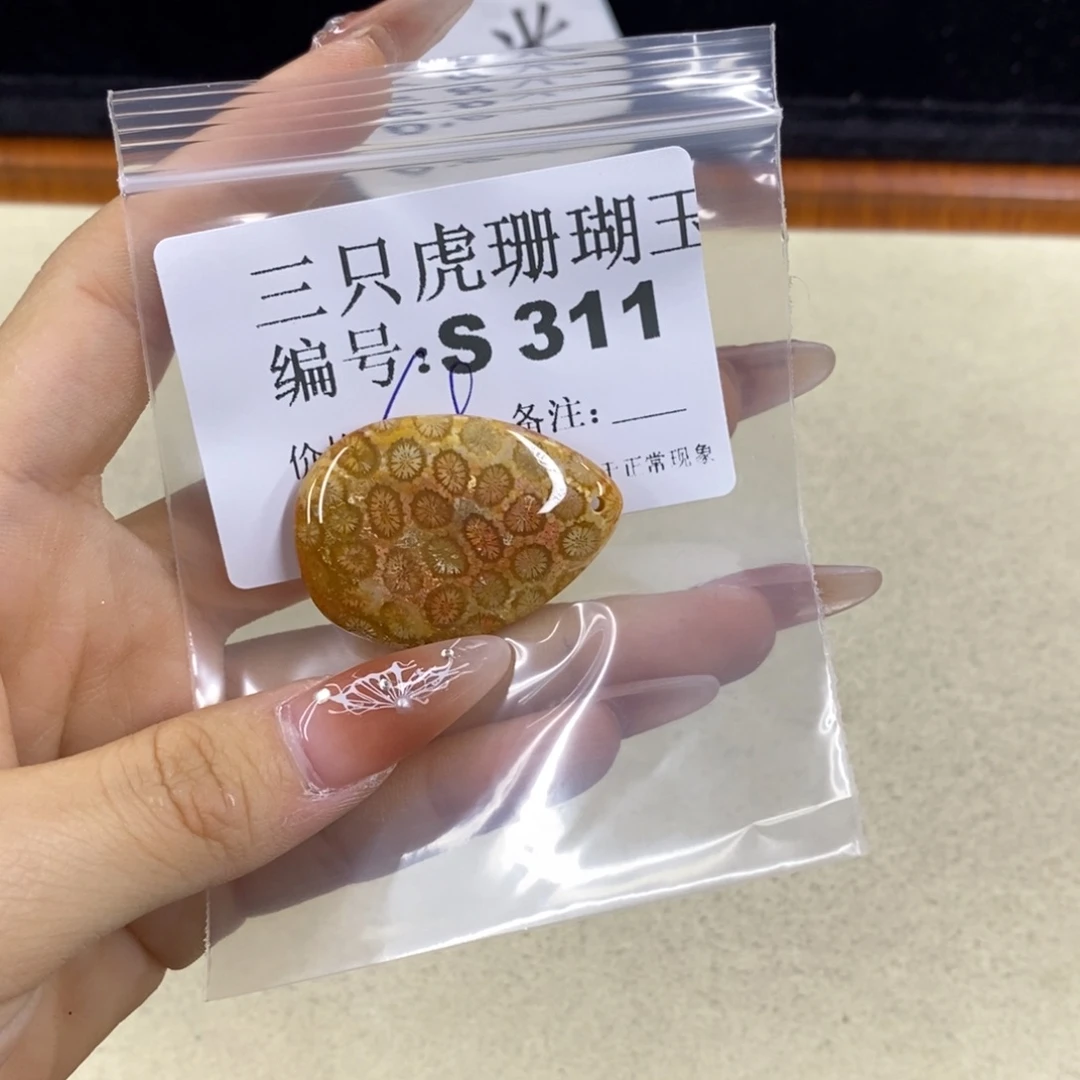 三只虎珊瑚玉
编号:S 311
备注：
正常现象